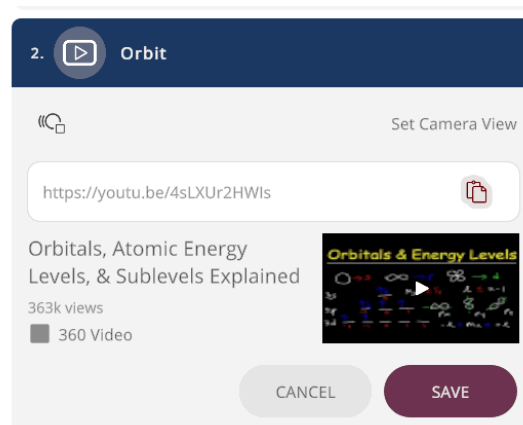 2. Orbit
Set Camera View
https://youtu.be/4sLXUr2HWIs
Orbitals, Atomic Energy
Levels, & Sublevels Explained
Orbitals & Energy Levels
363k views
360 Video
CANCEL
SAVE